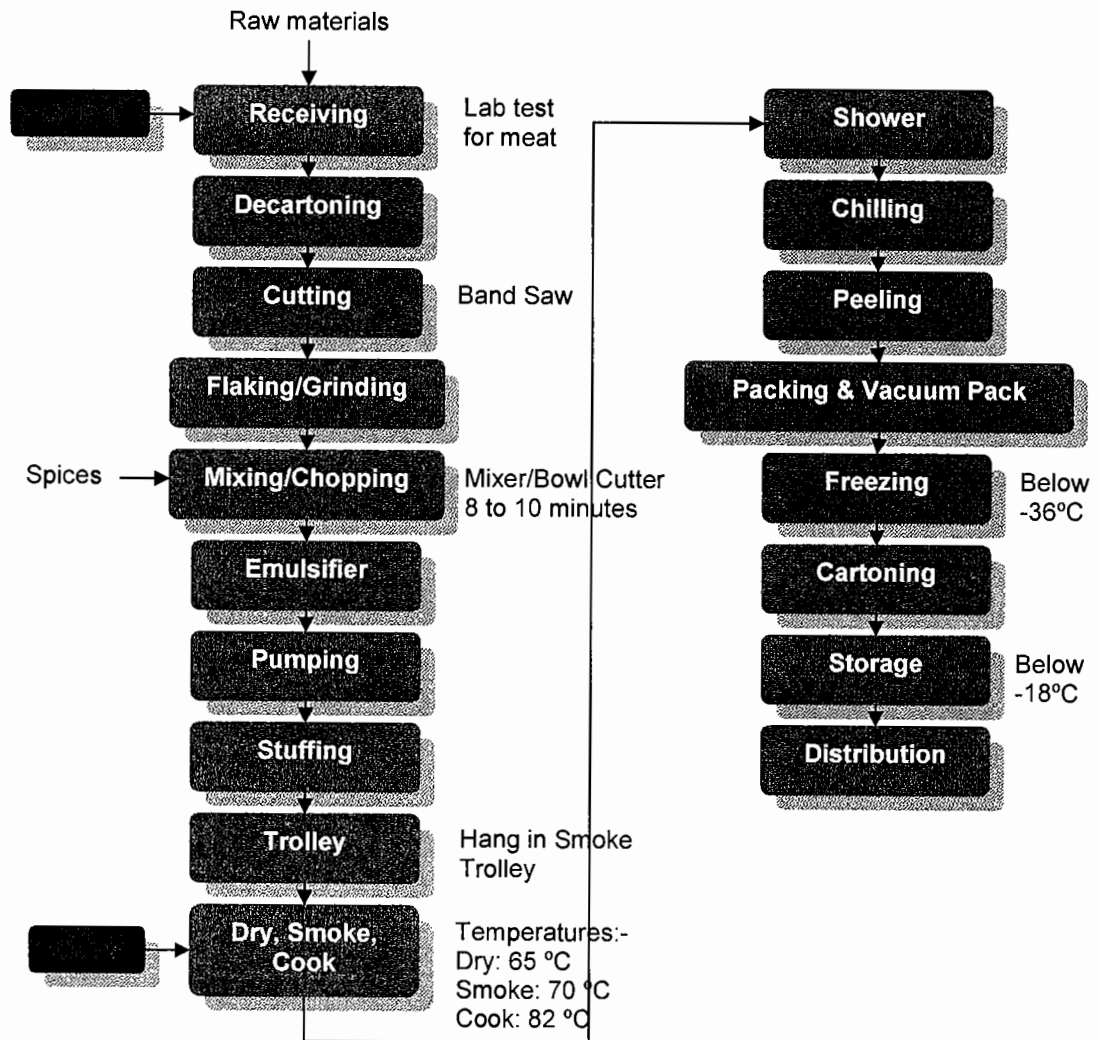 Raw materials
Receiving
Lab test
for meat
Decartoning
Cutting
Band Saw
Flaking/Grinding
Spices
Mixing/Chopping
Mixer/Bowl Cutter
8 to 10 minutes
Emulsifier
Pumping
Stuffing
Trolley
Hang in Smoke
Trolley
Dry, Smoke,
Cook
Temperatures:-
Dry: 65 ºC
Smoke: 70 ºC
Cook: 82 ºC
Shower
Chilling
Peeling
Packing & Vacuum Pack
Freezing
Below
-36ºC
Cartoning
Storage
Below
-18ºC
Distribution